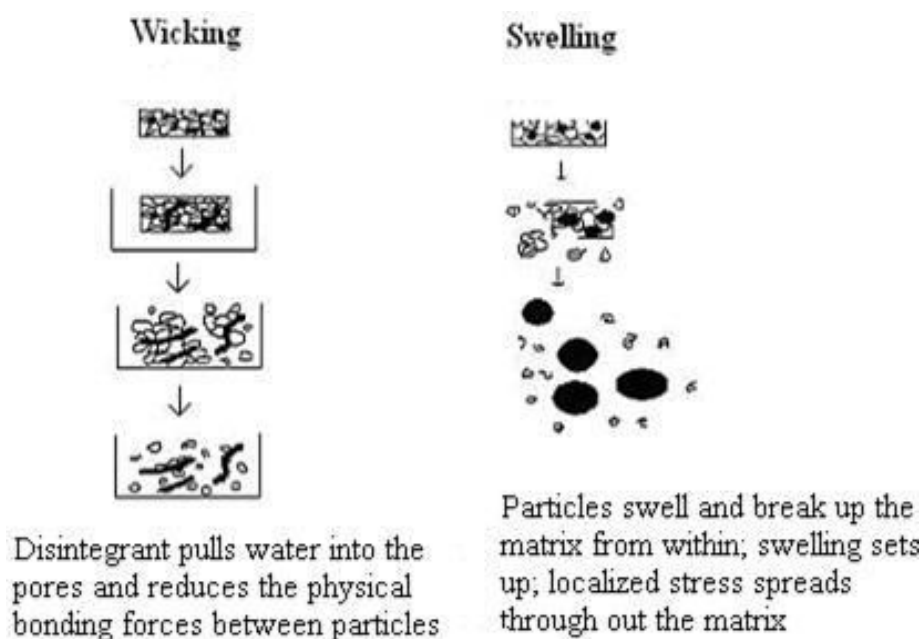 Wicking
Swelling
Disintegrant pulls water into the
pores and reduces the physical
bonding forces between particles
Particles swell and break up the
matrix from within; swelling sets
up; localized stress spreads
through out the matrix